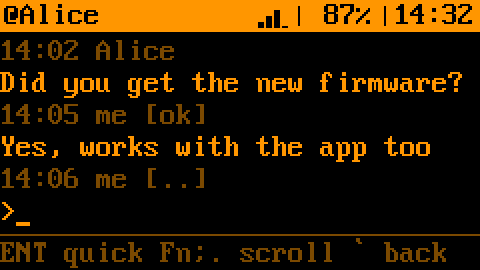 @Alice | 87% |14:32
14:02 Alice
Did you get the new firmware?
14:05 me [ok]
Yes, works with the app too
14:06 me [..]
>_
ENT quick Fn;. scroll ` back